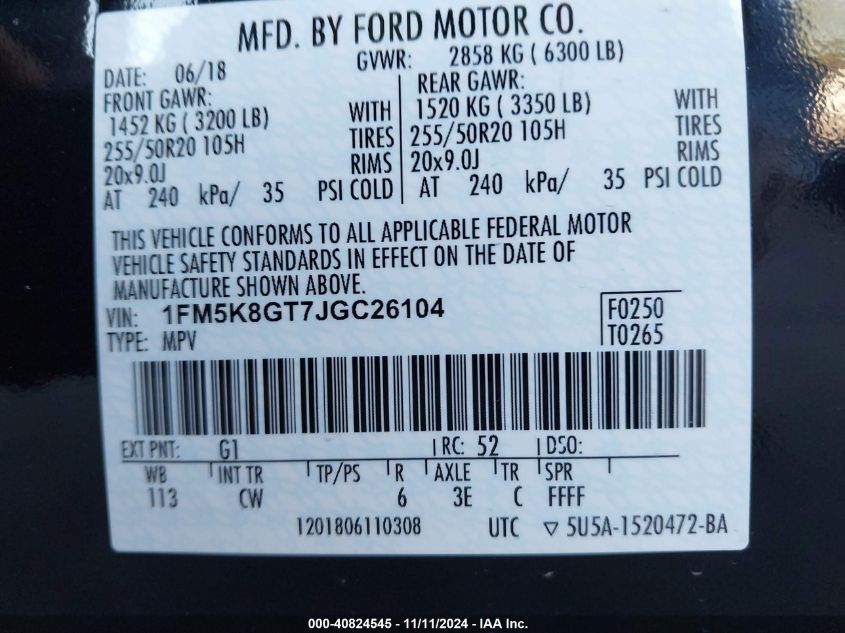 MFD. BY FORD MOTOR CO.
DATE: 06/18 GVWR: 2858 KG ( 6300 LB)
FRONT GAWR: REAR GAWR:
1452 KG ( 3200 LB) WITH 1520 KG ( 3350 LB) WITH
255/50R20 105H TIRES 255/50R20 105H TIRES
20x9.0J RIMS 20x9.0J RIMS
AT 240 kPa/ 35 PSI COLD AT 240 kPa/ 35 PSI COLD
THIS VEHICLE CONFORMS TO ALL APPLICABLE FEDERAL MOTOR
VEHICLE SAFETY STANDARDS IN EFFECT ON THE DATE OF
MANUFACTURE SHOWN ABOVE.
VIN: 1FM5K8GT7JGC26104 F0250
TYPE: MPV T0265
EXT PNT: G1 RC: 52 DSO:
WB INT TR TP/PS R AXLE TR SPR
113 CW 6 3E C FFFF
1201806110308 UTC ▽ 5U5A-1520472-BA
000-40824545 - 11/11/2024 - IAA Inc.